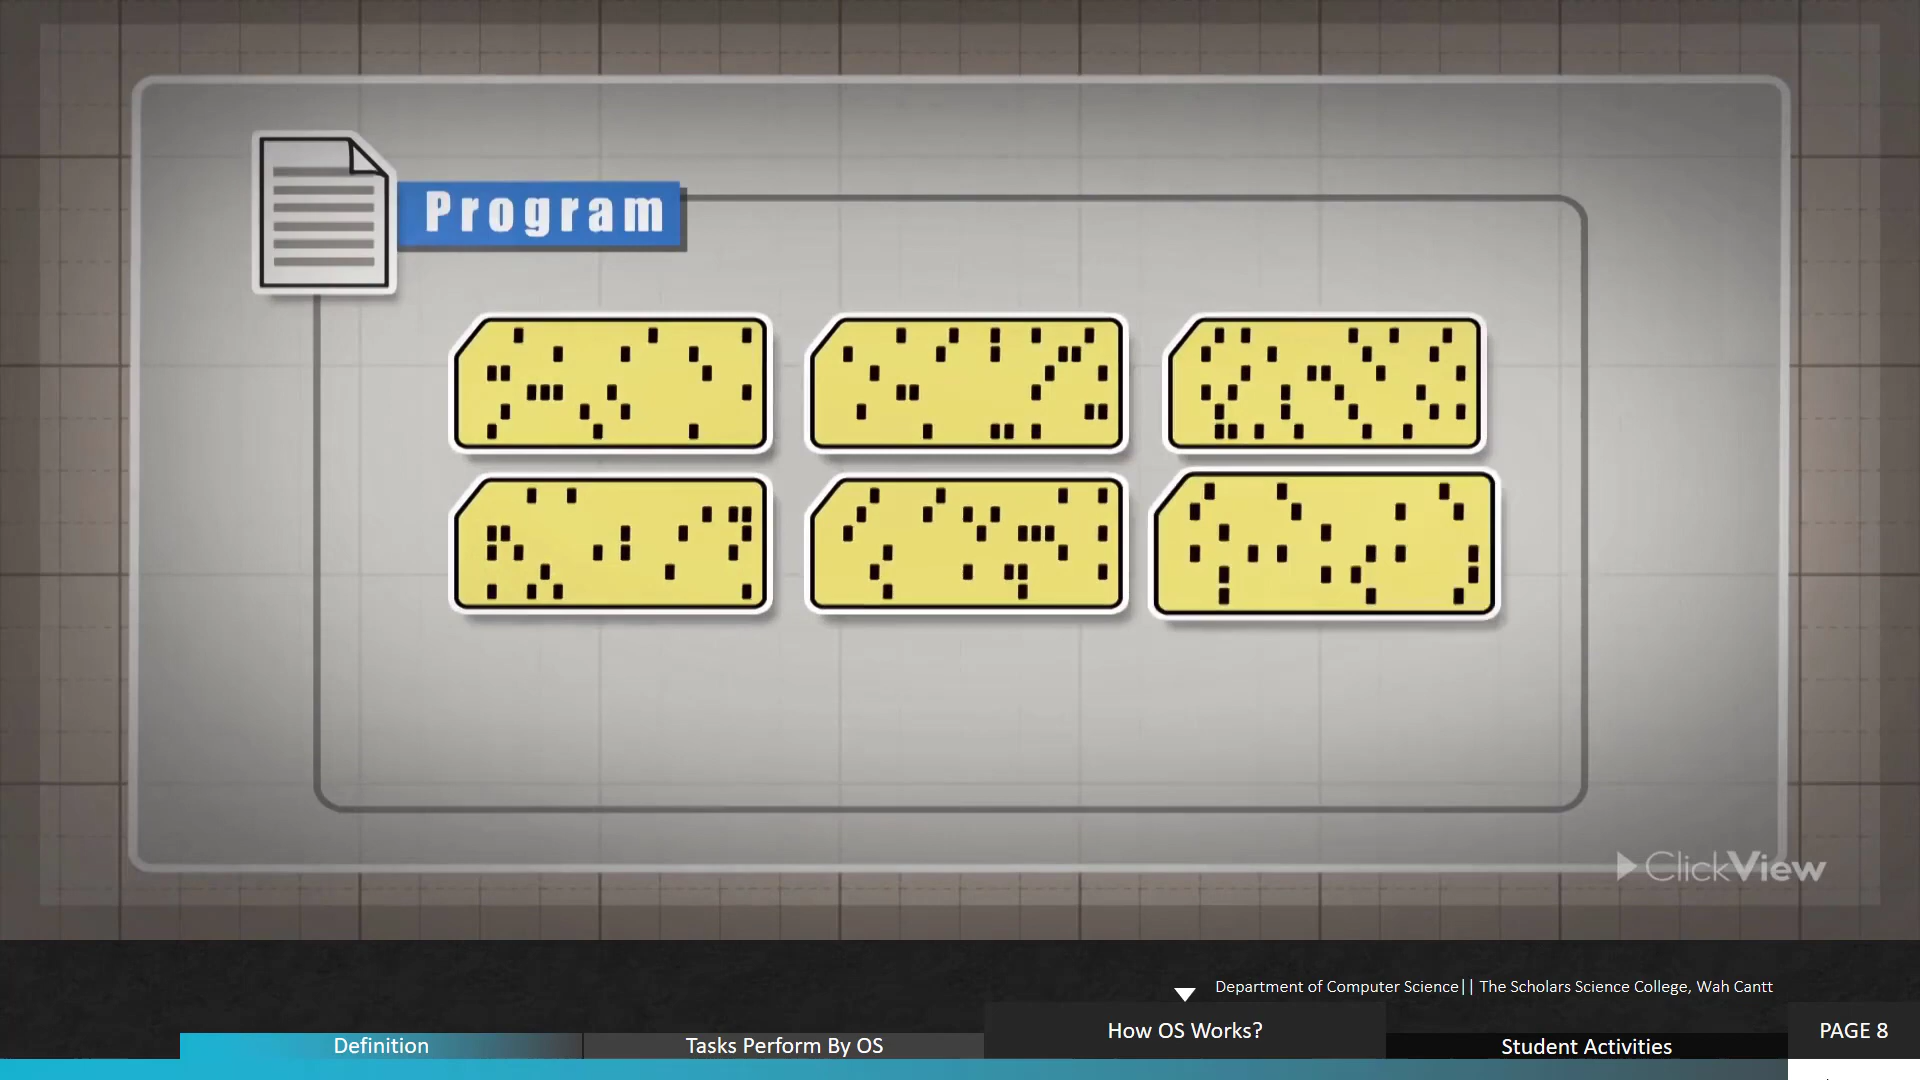 Program
ClickView
Department of Computer Science|| The Scholars Science College, Wah Cantt
Definition
Tasks Perform By OS
How OS Works?
Student Activities
PAGE 8